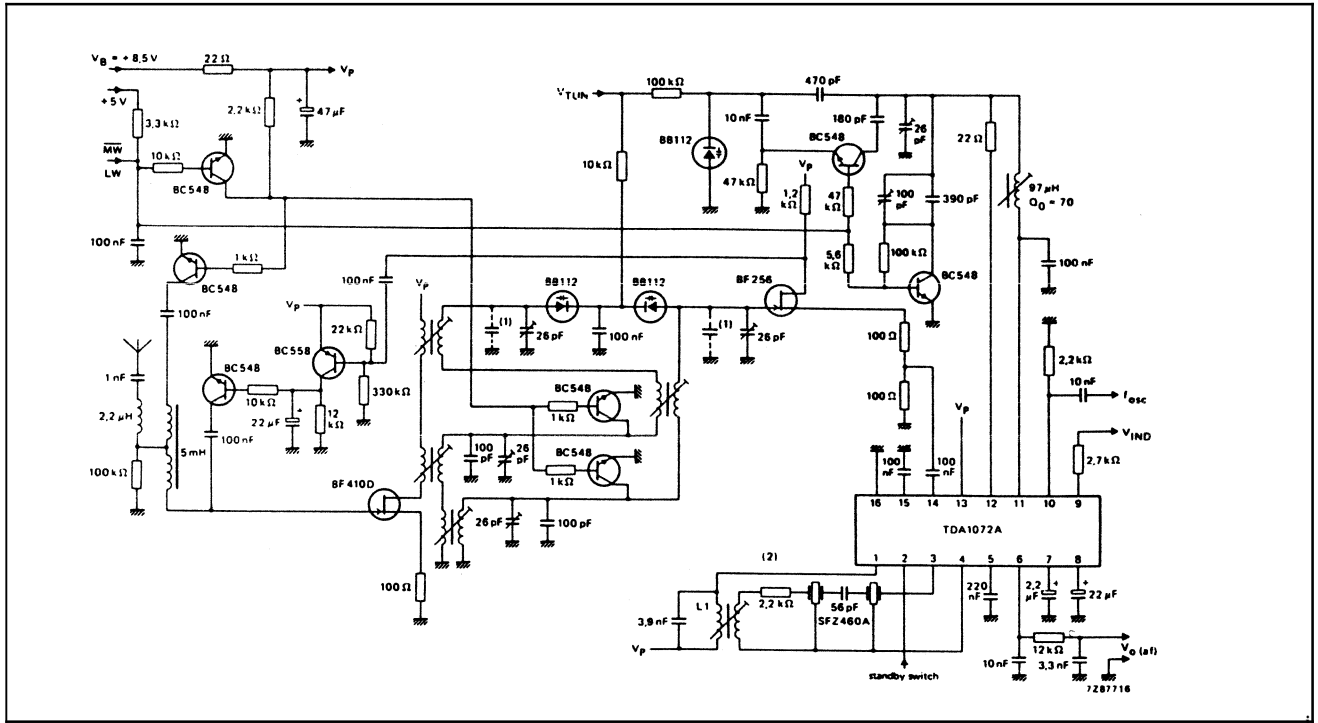 V_B = + 8,5 V
22 Ω
V_P
+5 V
2,2 kΩ
+
47 µF
3,3 kΩ
MW
LW
10 kΩ
BC548
100 nF
1 kΩ
BC548
100 nF
V_P
22 kΩ
BC558
BC548
1 nF
2,2 µH
10 kΩ
22 µF
+
12 kΩ
330 kΩ
100 nF
100 kΩ
5 mH
V_TUN
100 kΩ
470 pF
10 nF
180 pF
26 pF
BB112
BC548
V_P
22 Ω
10 kΩ
47 kΩ
1,2 kΩ
47 kΩ
100 pF
390 pF
97 µH
Q_0 = 70
5,6 kΩ
100 kΩ
BC548
100 nF
100 nF
V_P
BB112
BB112
BF256
(1)
26 pF
100 nF
(1)
26 pF
100 Ω
100 Ω
2,2 kΩ
10 nF
f_osc
BC548
1 kΩ
V_P
V_IND
2,7 kΩ
100 pF
26 pF
BC548
1 kΩ
100 nF
100 nF
BF410D
26 pF
100 pF
100 Ω
16 15 14 13 12 11 10 9
TDA1072A
1 2 3 4 5 6 7 8
(2)
L1
2,2 kΩ
56 pF
SFZ460A
3,9 nF
V_P
220 nF
2,2 µF
+
+
22 µF
12 kΩ
V_o (af)
10 nF
3,3 nF
standby switch
7Z87716